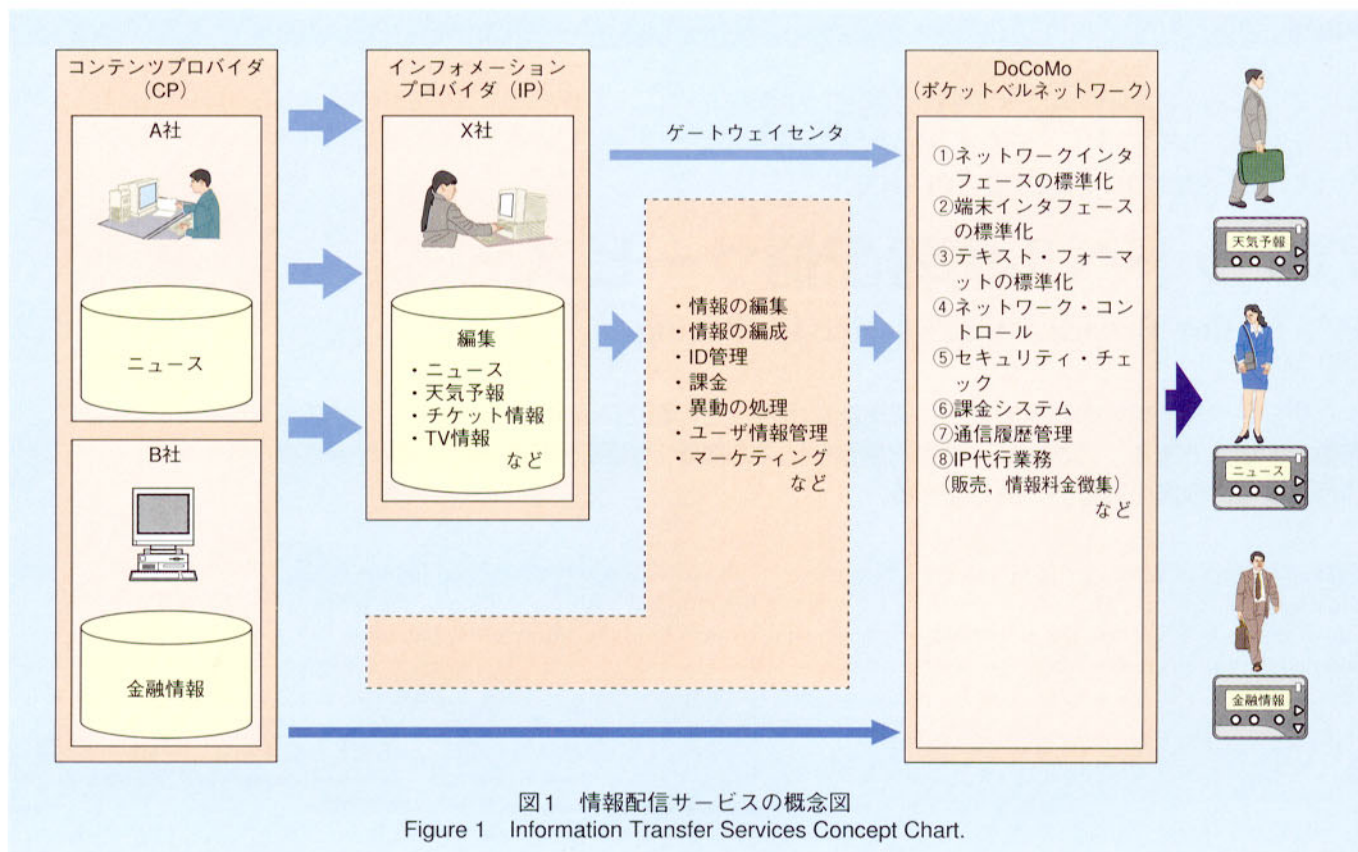 コンテンツプロバイダ
（CP）
A社
ニュース
B社
金融情報
インフォメーション
プロバイダ（IP）
X社
編集
・ニュース
・天気予報
・チケット情報
・TV情報
など
ゲートウェイセンタ
・情報の編集
・情報の編成
・ID管理
・課金
・異動の処理
・ユーザ情報管理
・マーケティング
など
DoCoMo
（ポケットベルネットワーク）
①ネットワークインタ
フェースの標準化
②端末インタフェース
の標準化
③テキスト・フォーマ
ットの標準化
④ネットワーク・コン
トロール
⑤セキュリティ・チェ
ック
⑥課金システム
⑦通信履歴管理
⑧IP代行業務
（販売、情報料金徴集）
など
天気予報
ニュース
金融情報
図1　情報配信サービスの概念図
Figure 1　Information Transfer Services Concept Chart.